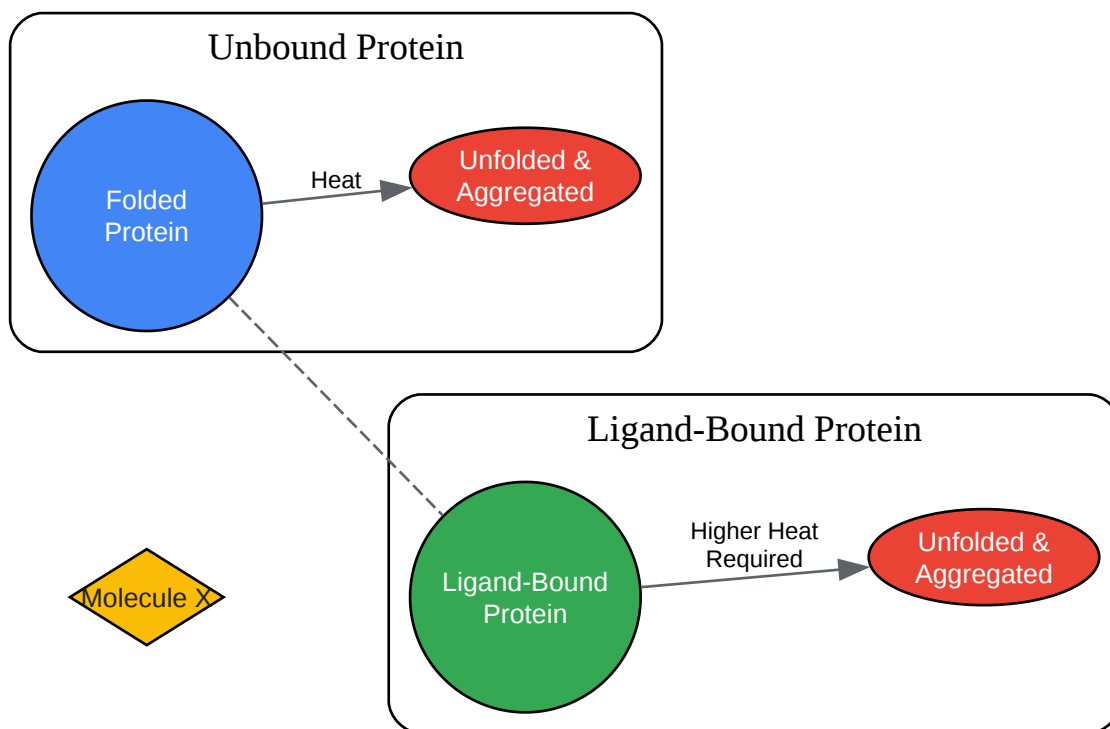 Unbound Protein
Folded
Protein
Heat
Unfolded &
Aggregated
Ligand-Bound Protein
Molecule X
Ligand-Bound
Protein
Higher Heat
Required
Unfolded &
Aggregated